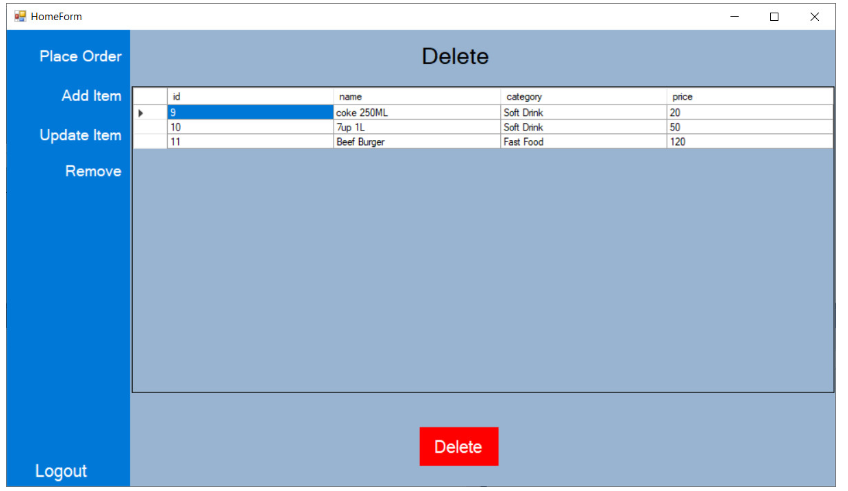 HomeForm
Place Order
Add Item
Update Item
Remove
Logout
Delete
id name category price
9 coke 250ML Soft Drink 20
10 7up 1L Soft Drink 50
11 Beef Burger Fast Food 120
Delete